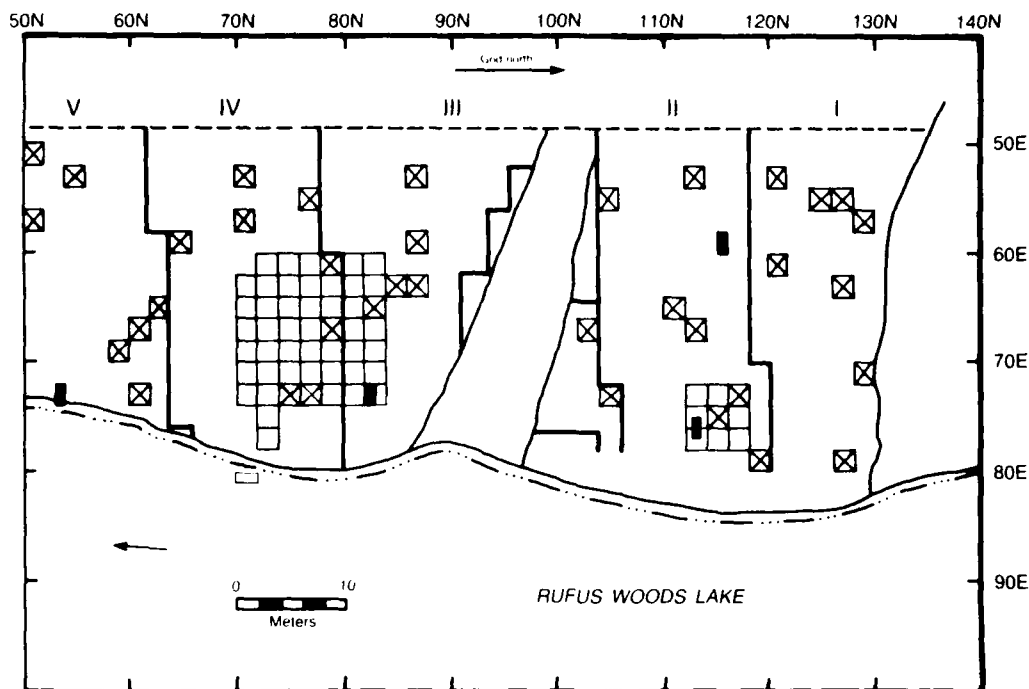 50N 60N 70N 80N 90N 100N 110N 120N 130N 140N
Grid north
V IV III II I
50E
60E
70E
80E
90E
0 10
Meters
RUFUS WOODS LAKE